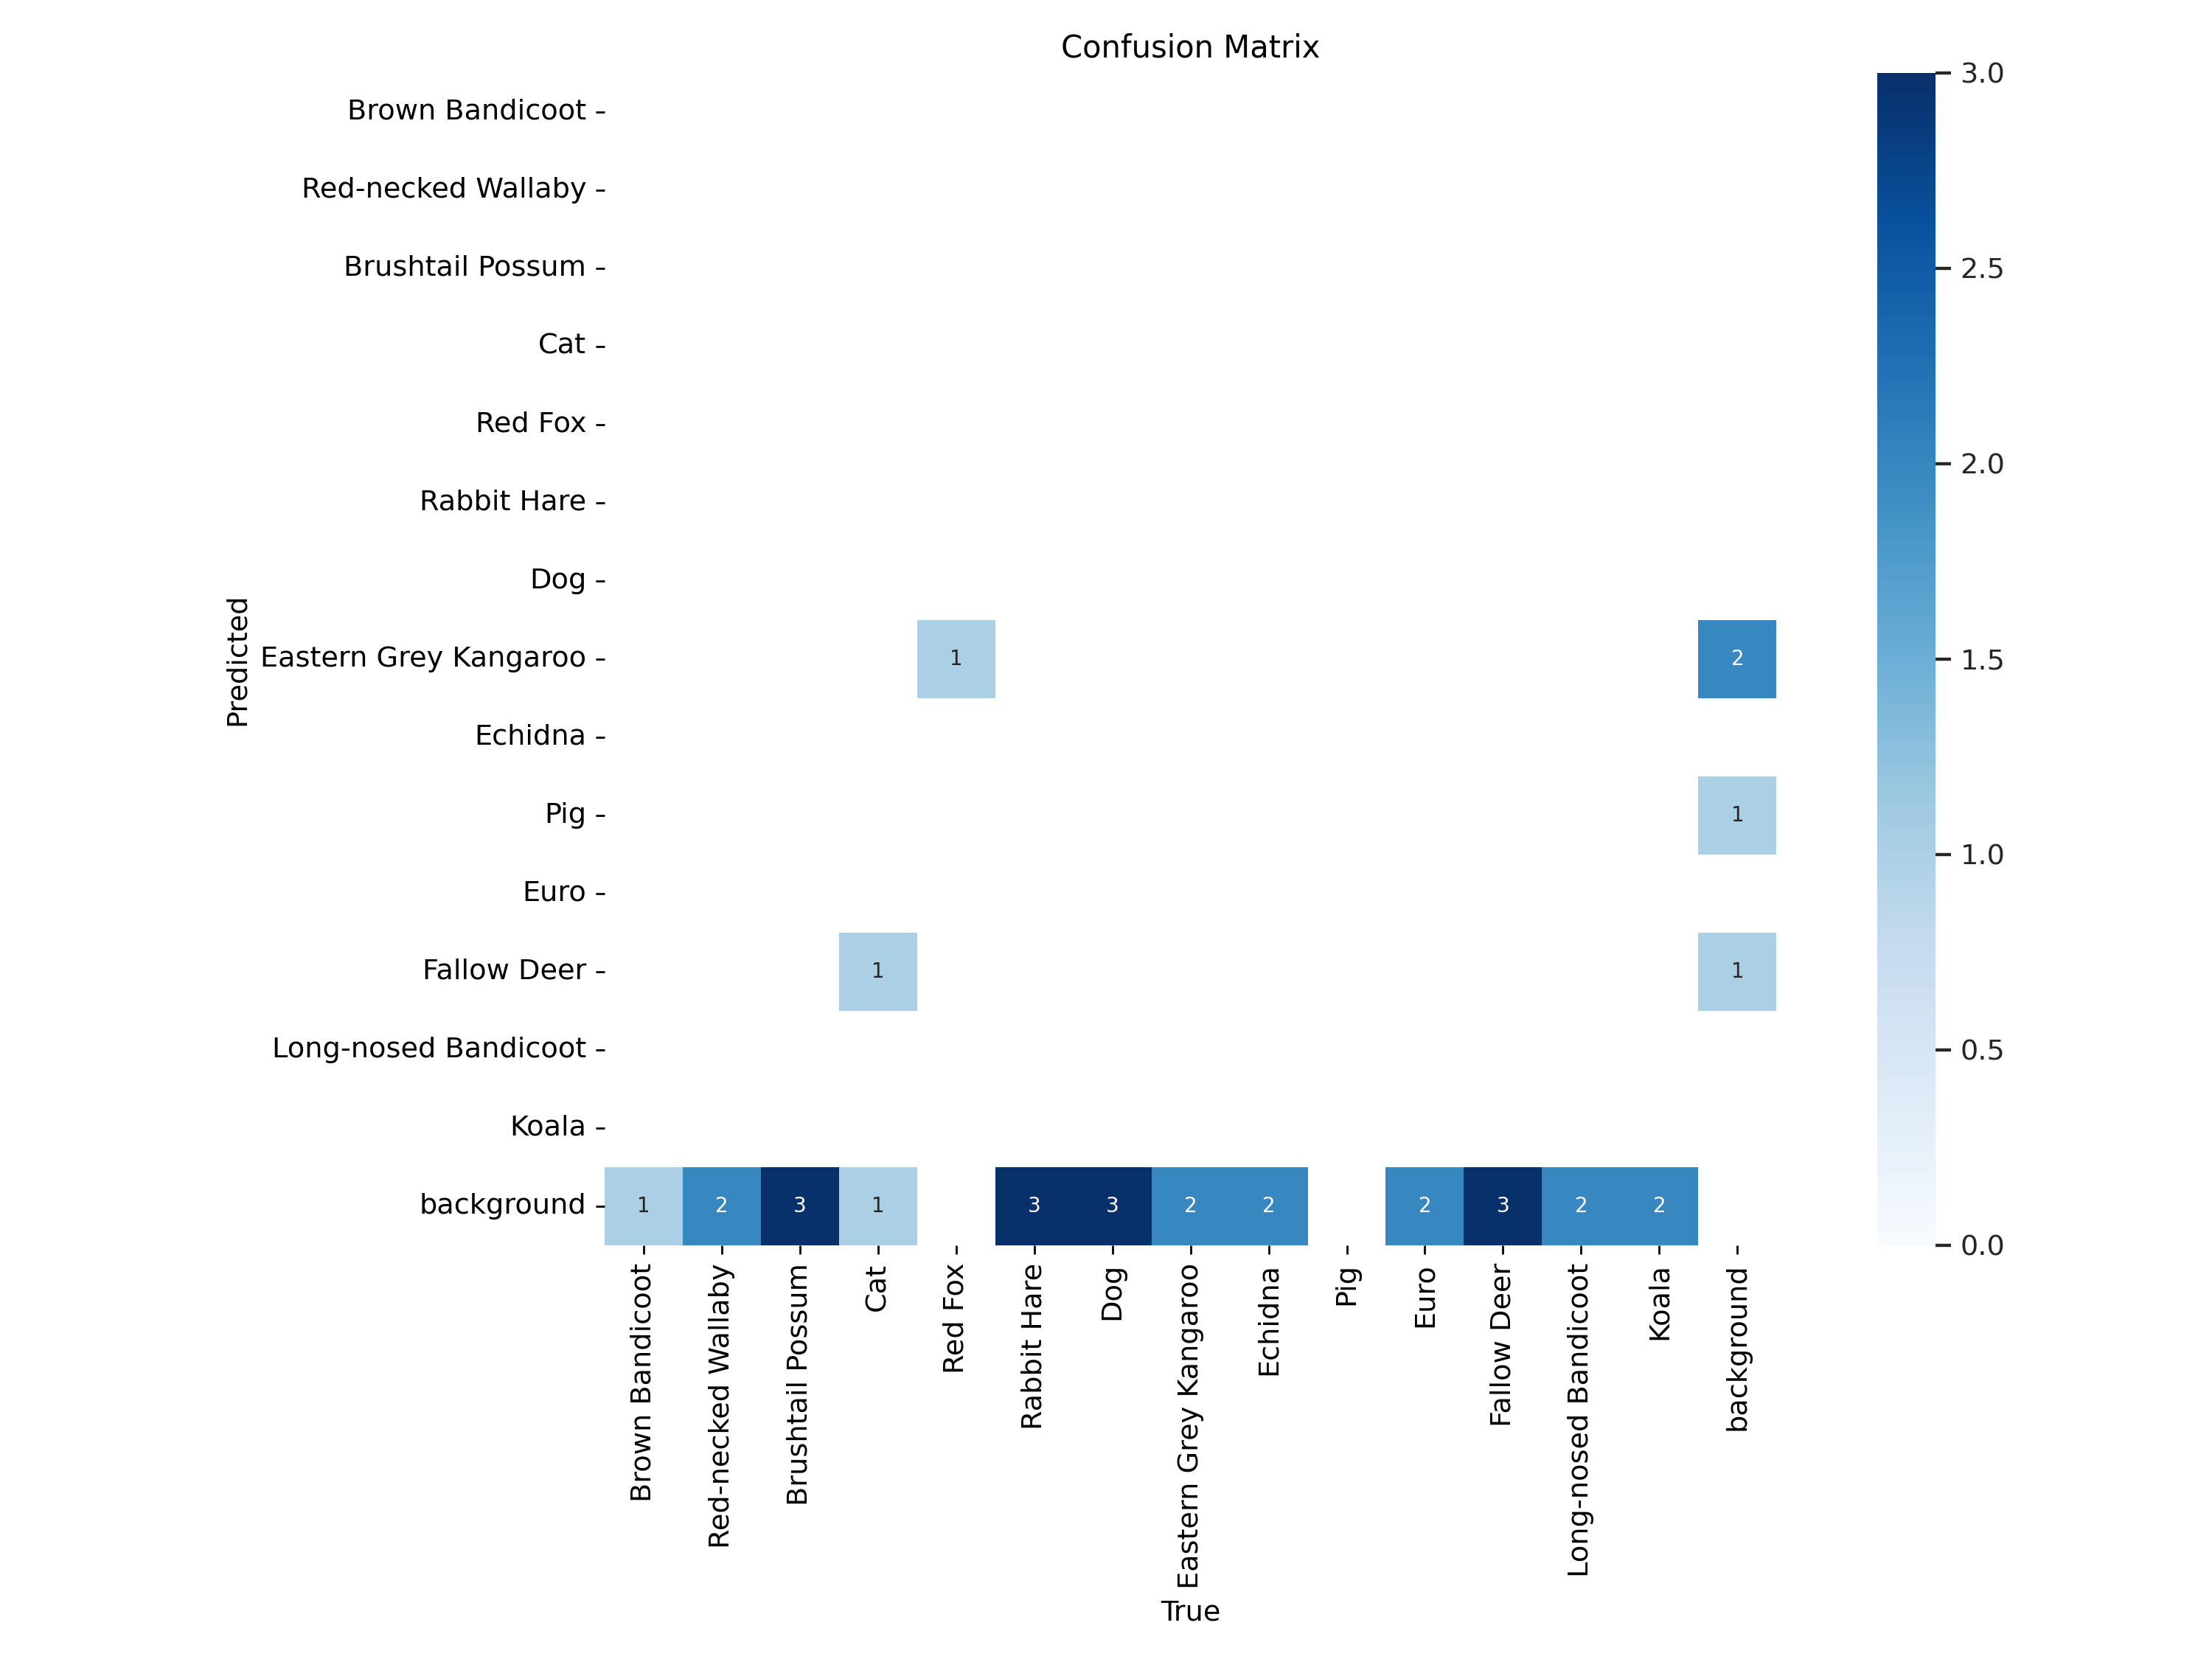 Confusion Matrix
Brown Bandicoot
Red-necked Wallaby
Brushtail Possum
Cat
Red Fox
Rabbit Hare
Dog
Eastern Grey Kangaroo
Echidna
Pig
Euro
Fallow Deer
Long-nosed Bandicoot
Koala
background
Predicted
1 2
1
1 1
1 2 3 1 3 3 2 2 2 3 2 2
Brown Bandicoot
Red-necked Wallaby
Brushtail Possum
Cat
Red Fox
Rabbit Hare
Dog
Eastern Grey Kangaroo
Echidna
Pig
Euro
Fallow Deer
Long-nosed Bandicoot
Koala
background
True
3.0
2.5
2.0
1.5
1.0
0.5
0.0